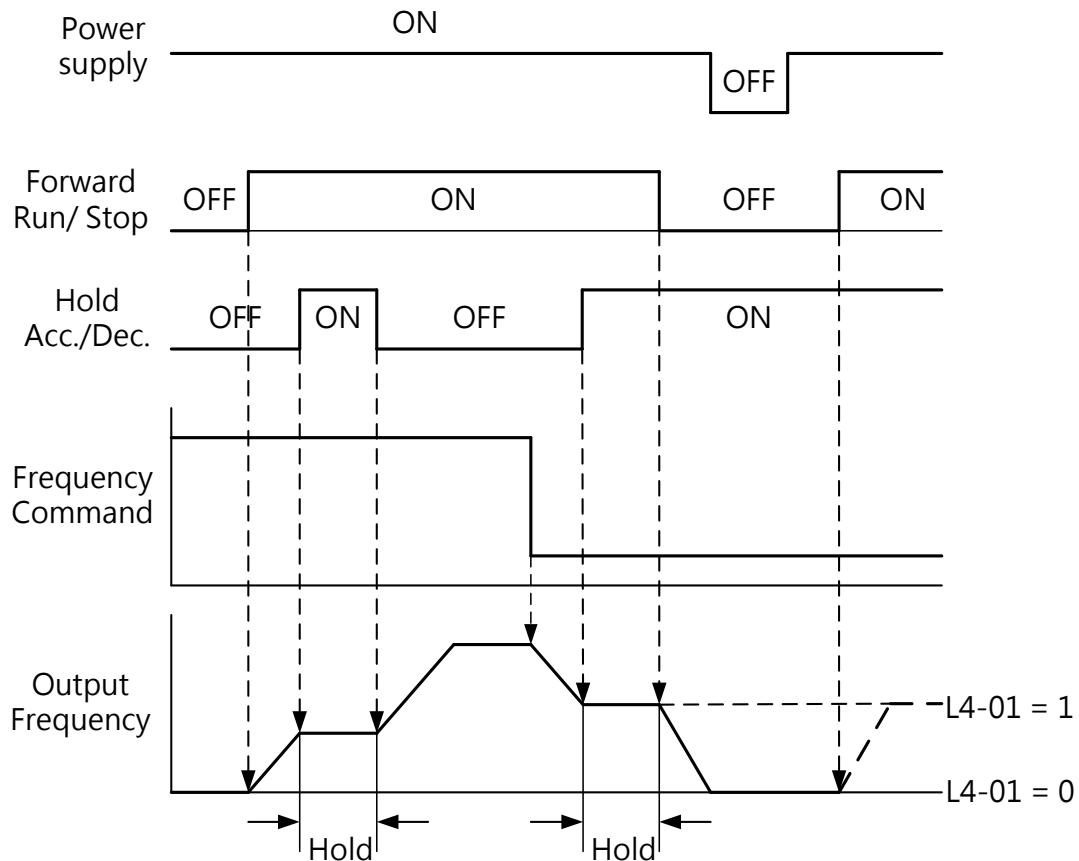 ON
Power
supply
OFF
Forward
Run/ Stop
OFF
ON
OFF
ON
Hold
Acc./Dec.
OFF
ON
OFF
ON
Frequency
Command
Output
Frequency
L4-01 = 1
L4-01 = 0
Hold
Hold